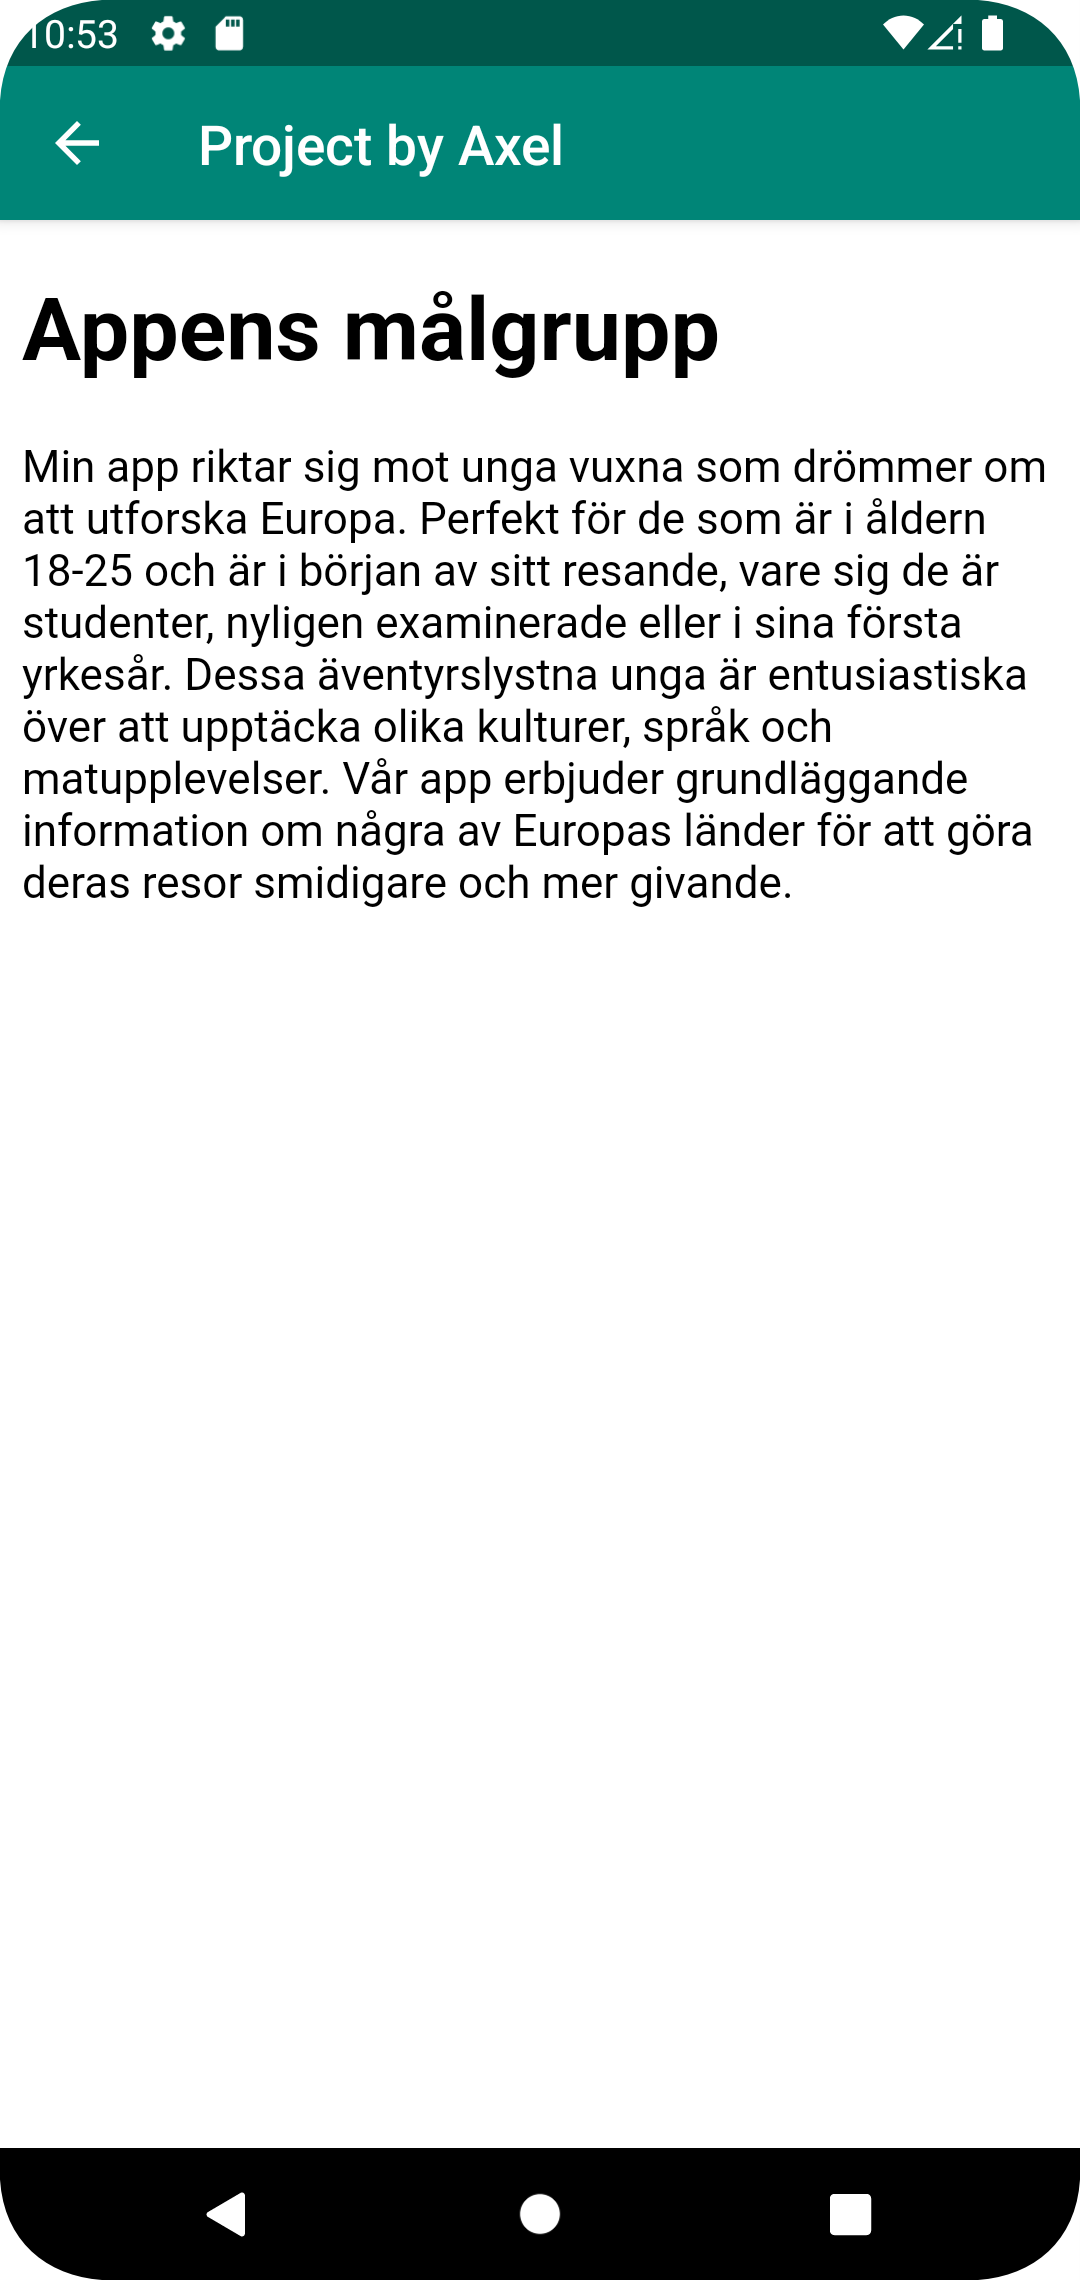 10:53
Project by Axel
Appens målgrupp
Min app riktar sig mot unga vuxna som drömmer om
att utforska Europa. Perfekt för de som är i åldern
18-25 och är i början av sitt resande, vare sig de är
studenter, nyligen examinerade eller i sina första
yrkesår. Dessa äventyrslystna unga är entusiastiska
över att upptäcka olika kulturer, språk och
matupplevelser. Vår app erbjuder grundläggande
information om några av Europas länder för att göra
deras resor smidigare och mer givande.